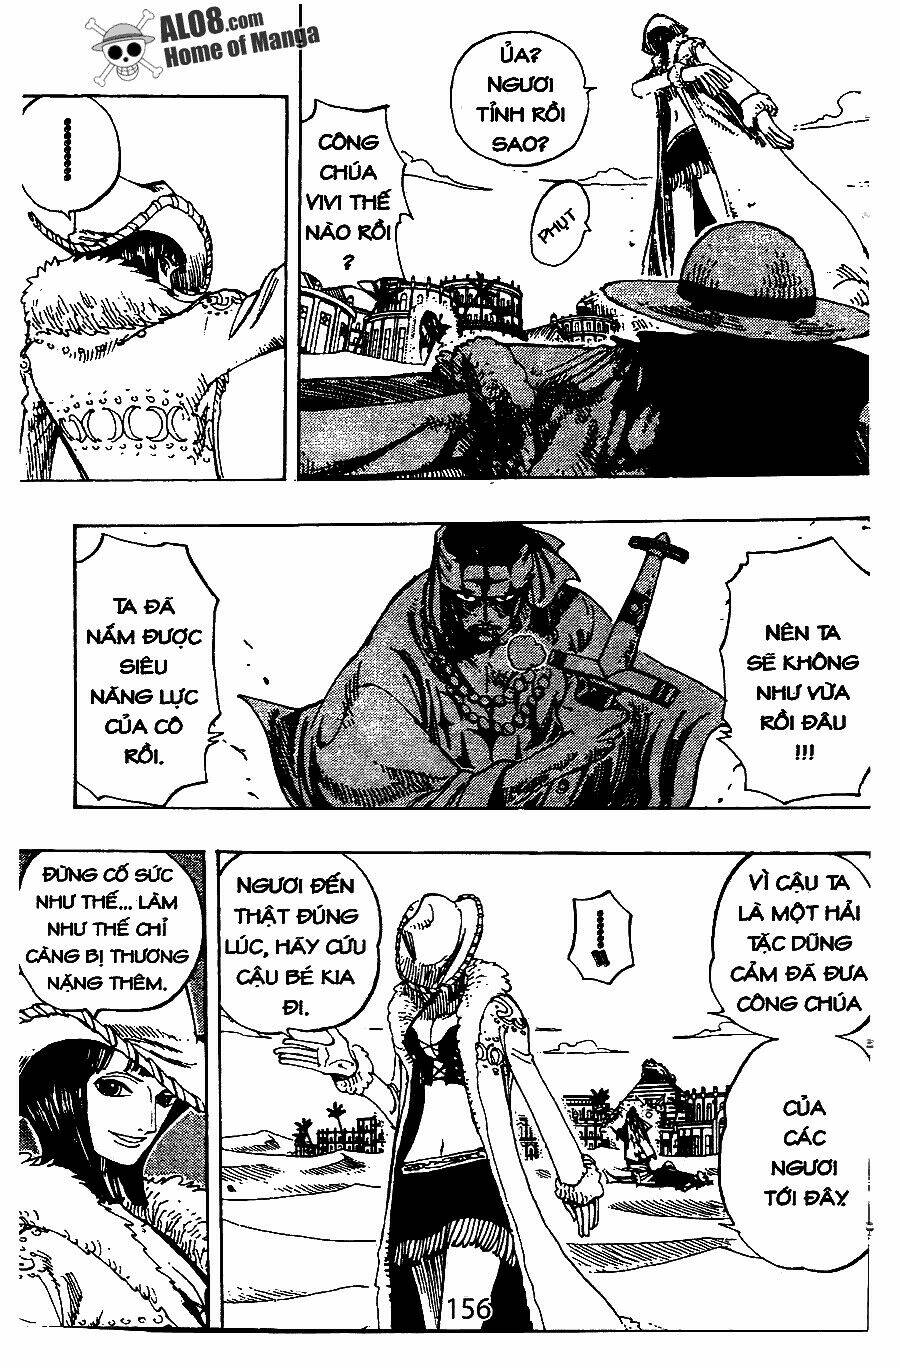 AL08.com
Home of Manga
ỦA?
NGƯƠI
TỈNH RỒI
SAO?
PHỤT
CÔNG
CHÚA
VIVI THẾ
NÀO RỒI
?
..........
NÊN TA
SẼ KHÔNG
NHƯ VỪA
RỒI ĐÂU
!!!
TA ĐÃ
NẮM ĐƯỢC
SIÊU
NĂNG LỰC
CỦA CÔ
RỒI.
VÌ CẬU TA
LÀ MỘT HẢI
TẶC DŨNG
CẢM ĐÃ ĐƯA
CÔNG CHÚA
CỦA
CÁC
NGƯƠI
TỚI ĐÂY.
NGƯƠI ĐẾN
THẬT ĐÚNG
LÚC, HÃY CỨU
CẬU BÉ KIA
ĐI.
ĐỪNG CỐ SỨC
NHƯ THẾ... LÀM
NHƯ THẾ CHỈ
CÀNG BỊ THƯƠNG
NẶNG THÊM.
156